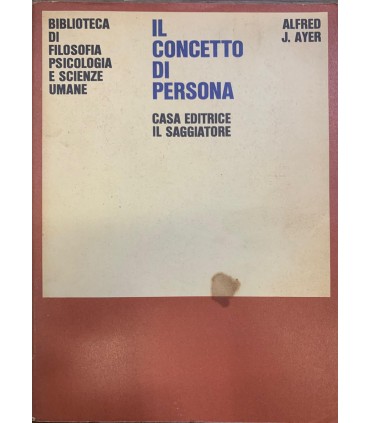 BIBLIOTECA
DI
FILOSOFIA
PSICOLOGIA
E SCIENZE
UMANE
IL
CONCETTO
DI
PERSONA
CASA EDITRICE
IL SAGGIATORE
ALFRED
J. AYER